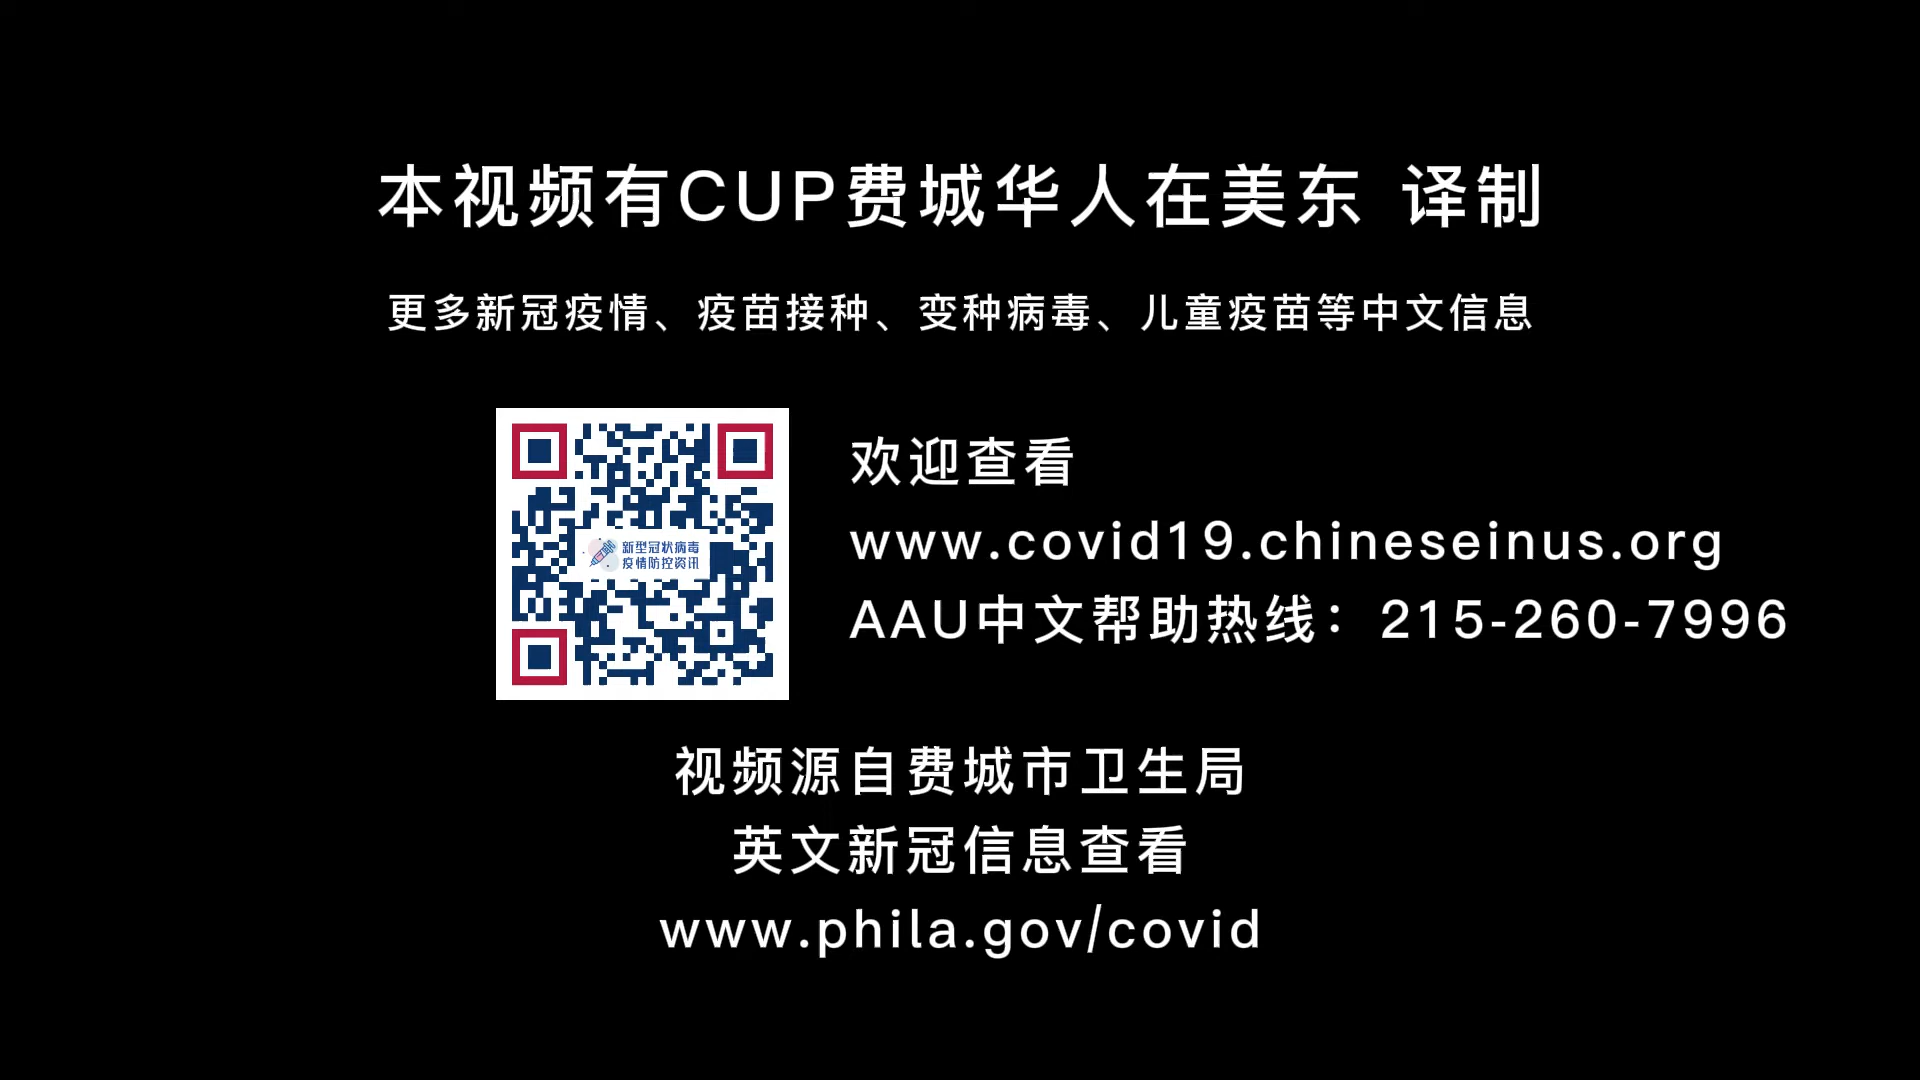 本视频有CUP费城华人在美东 译制
更多新冠疫情、疫苗接种、变种病毒、儿童疫苗等中文信息
新型冠状病毒
疫情防控资讯
欢迎查看
www.covid19.chineseinus.org
AAU中文帮助热线：215-260-7996
视频源自费城市卫生局
英文新冠信息查看
www.phila.gov/covid